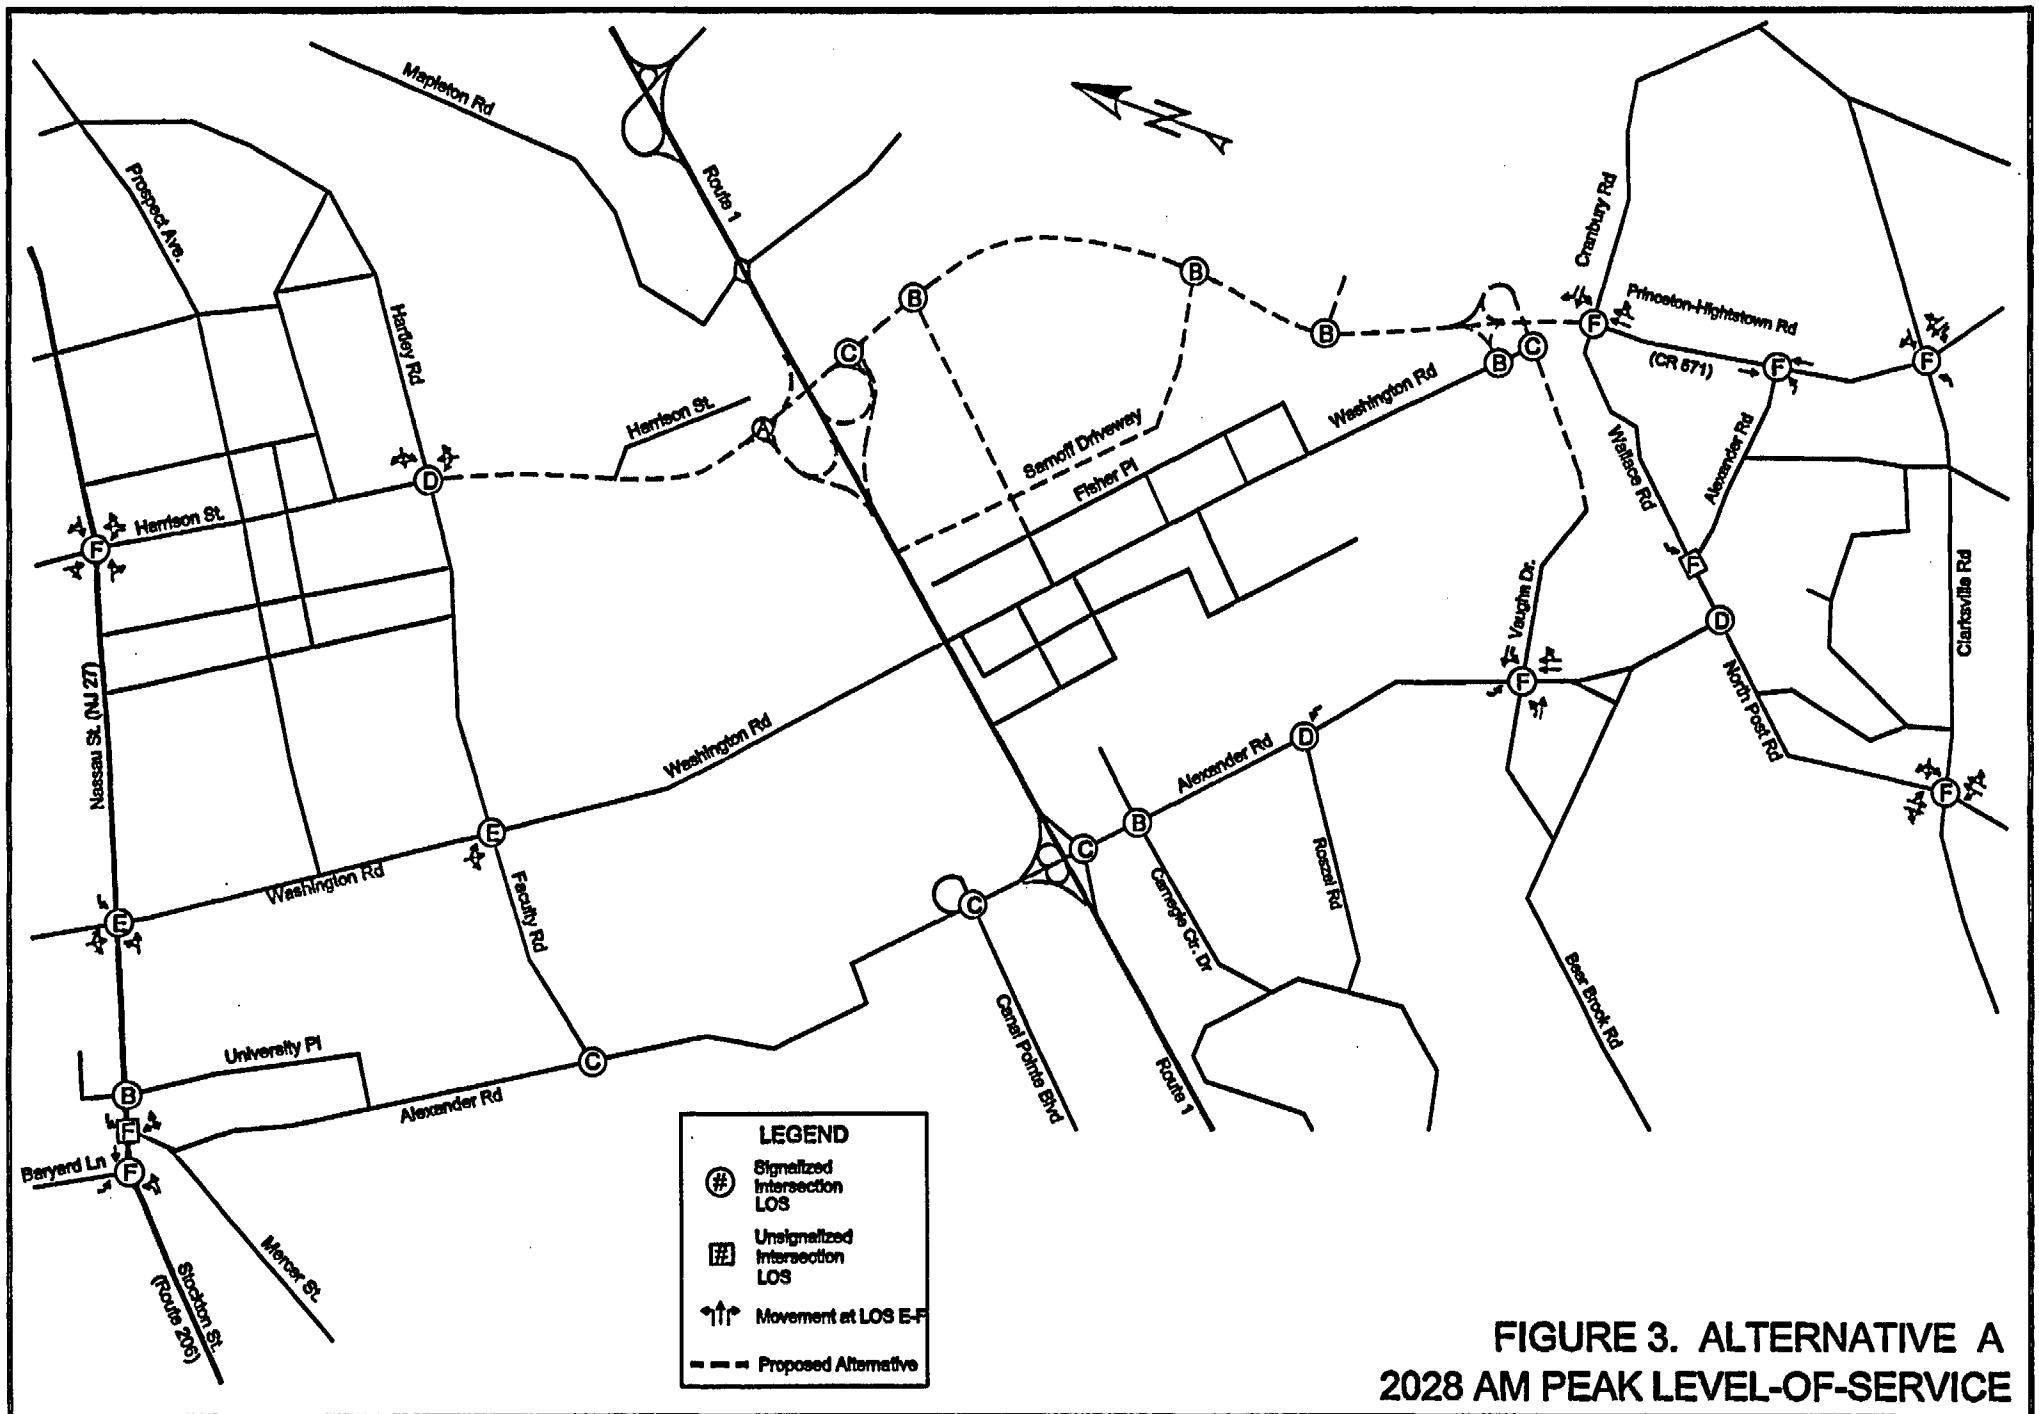 Mapleton Rd
Prospect Ave.
Route 1
N
Cranbury Rd
B
B
Princeton-Hightstown Rd
F
B
Hartley Rd
C
B
C
(CR 571)
F
F
Harrison St.
Washington Rd
A
Wallace Rd
Alexander Rd
Sarnoff Driveway
Fisher Pl
D
Harrison St.
F
F
Vaughn Dr.
Clarksville Rd
D
F
North Post Rd
Nassau St. (NJ 27)
Washington Rd
Alexander Rd
D
F
E
B
C
Roszel Rd
Washington Rd
Faculty Rd
Carnegie Ctr. Dr
C
E
Bear Brook Rd
Canal Pointe Blvd
Route 1
University Pl
C
B
Alexander Rd
F
Baryard Ln
F
Mercer St.
Stockton St.
(Route 206)
LEGEND
# Signalized
Intersection
LOS
# Unsignalized
Intersection
LOS
Movement at LOS E-F
Proposed Alternative
FIGURE 3. ALTERNATIVE A
2028 AM PEAK LEVEL-OF-SERVICE